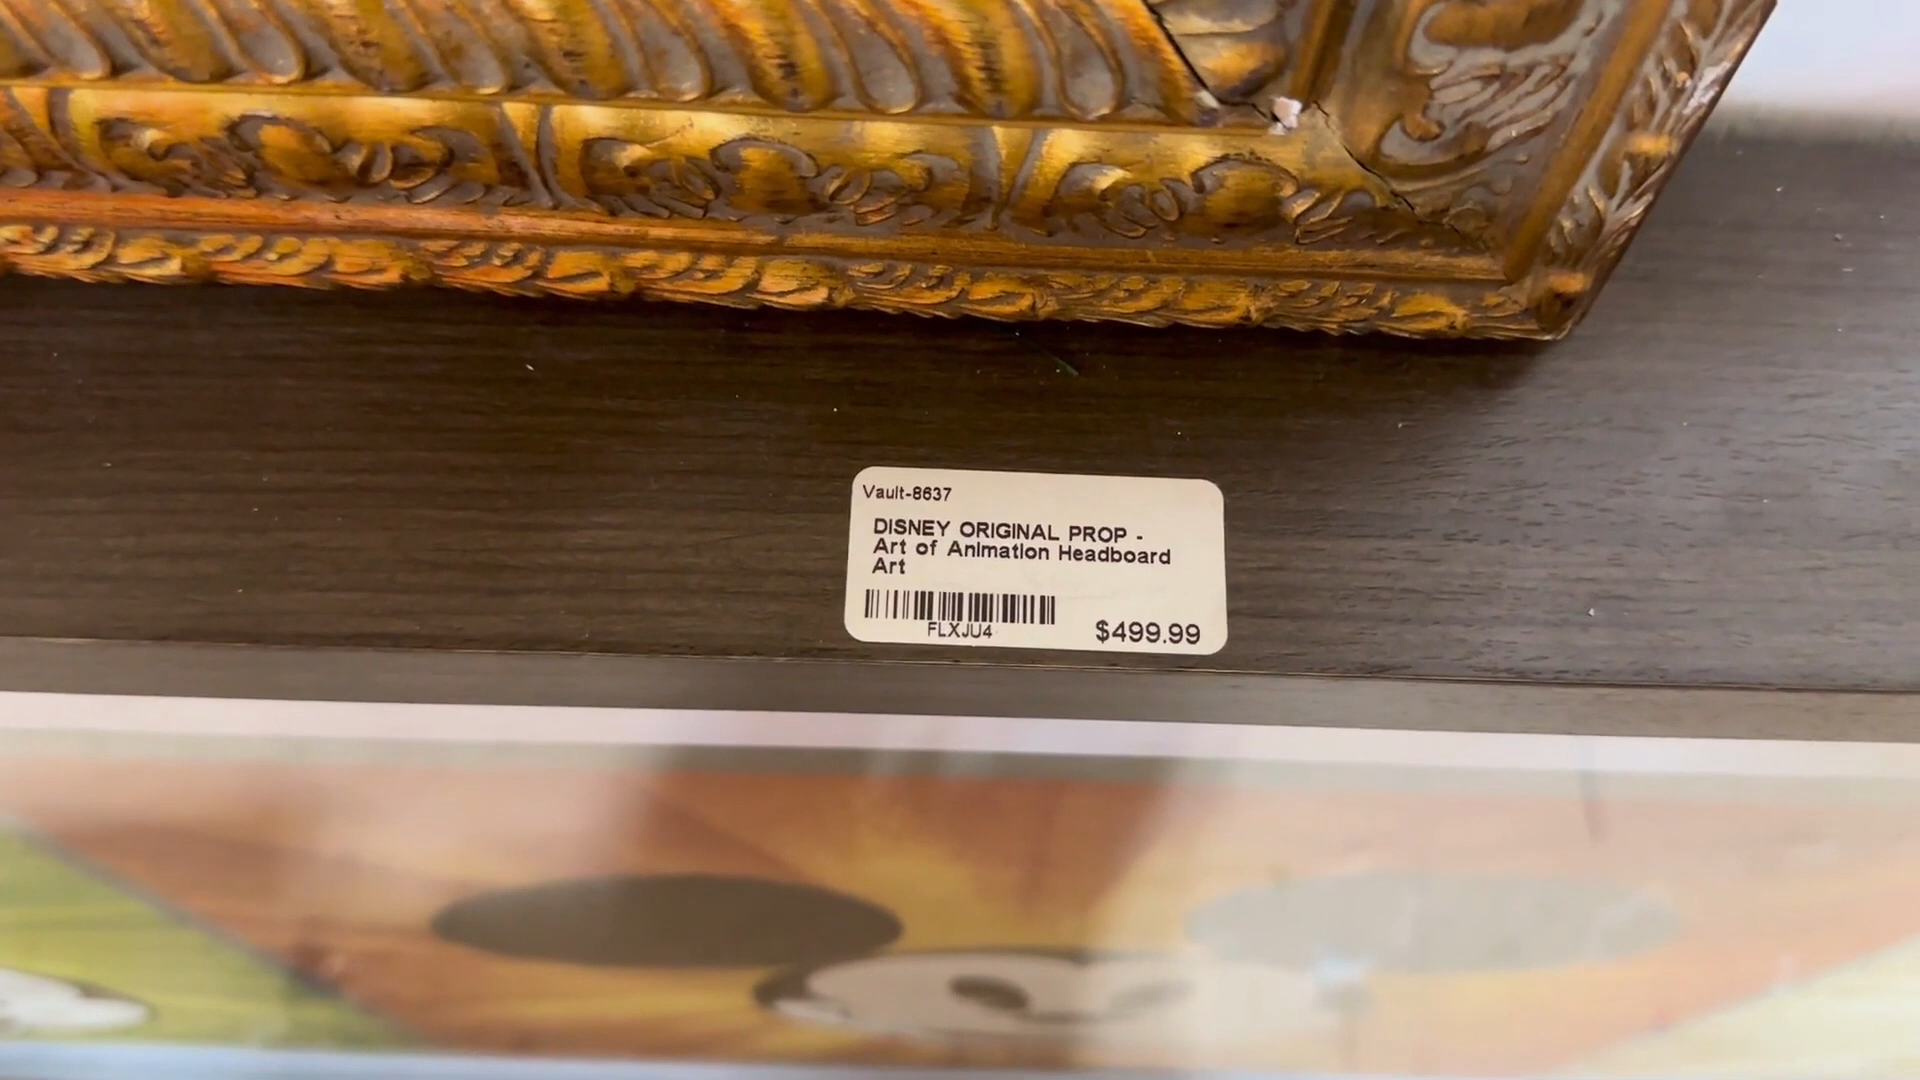 Vault-8637
DISNEY ORIGINAL PROP -
Art of Animation Headboard
Art
FLXJU4
$499.99